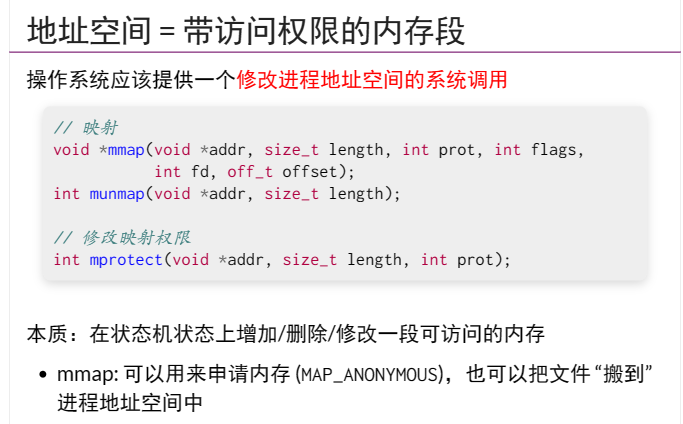 地址空间 = 带访问权限的内存段
操作系统应该提供一个修改进程地址空间的系统调用
// 映射
void *mmap(void *addr, size_t length, int prot, int flags,
           int fd, off_t offset);
int munmap(void *addr, size_t length);
// 修改映射权限
int mprotect(void *addr, size_t length, int prot);
本质：在状态机状态上增加/删除/修改一段可访问的内存
• mmap: 可以用来申请内存 (MAP_ANONYMOUS)，也可以把文件 “搬到”
进程地址空间中